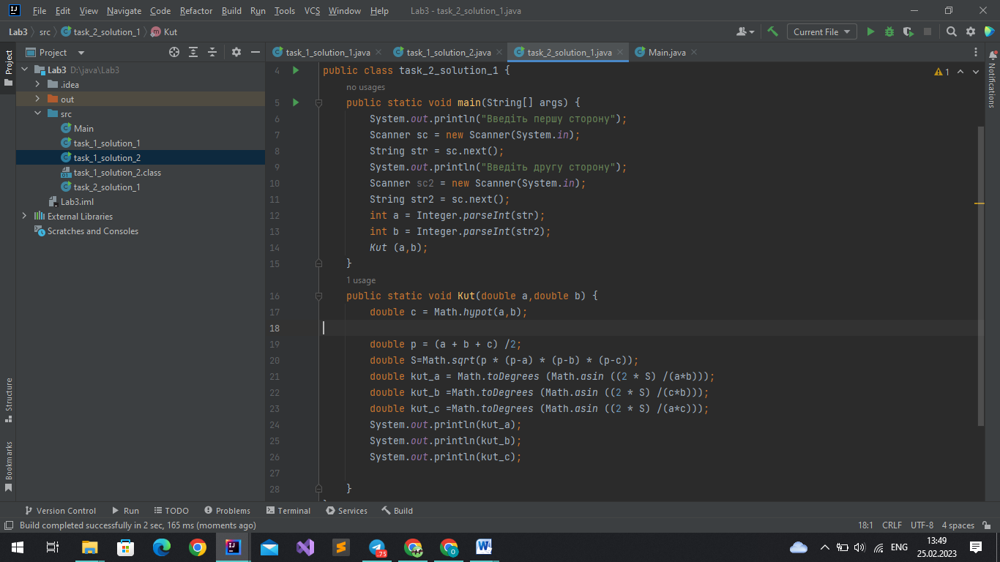 File Edit View Navigate Code Refactor Build Run Tools VCS Window Help Lab3 - task_2_solution_1.java
Lab3 src task_2_solution_1 Kut Current File
Project task_1_solution_1.java task_1_solution_2.java task_2_solution_1.java Main.java
Project
Structure
Bookmarks
Notifications
Lab3 D:\java\Lab3
.idea
out
src
Main
task_1_solution_1
task_1_solution_2
task_1_solution_2.class
task_2_solution_1
Lab3.iml
External Libraries
Scratches and Consoles
4 public class task_2_solution_1 { 1
no usages
5 public static void main(String[] args) {
6 System.out.println("Введіть першу сторону");
7 Scanner sc = new Scanner(System.in);
8 String str = sc.next();
9 System.out.println("Введіть другу сторону");
10 Scanner sc2 = new Scanner(System.in);
11 String str2 = sc.next();
12 int a = Integer.parseInt(str);
13 int b = Integer.parseInt(str2);
14 Kut (a,b);
15 }
1 usage
16 public static void Kut(double a,double b) {
17 double c = Math.hypot(a,b);
18
19 double p = (a + b + c) /2;
20 double S=Math.sqrt(p * (p-a) * (p-b) * (p-c));
21 double kut_a = Math.toDegrees (Math.asin ((2 * S) /(a*b)));
22 double kut_b =Math.toDegrees (Math.asin ((2 * S) /(c*b)));
23 double kut_c =Math.toDegrees (Math.asin ((2 * S) /(a*c)));
24 System.out.println(kut_a);
25 System.out.println(kut_b);
26 System.out.println(kut_c);
27
28 }
Version Control Run TODO Problems Terminal Services Build
Build completed successfully in 2 sec, 165 ms (moments ago) 18:1 CRLF UTF-8 4 spaces
ENG 13:49
25.02.2023